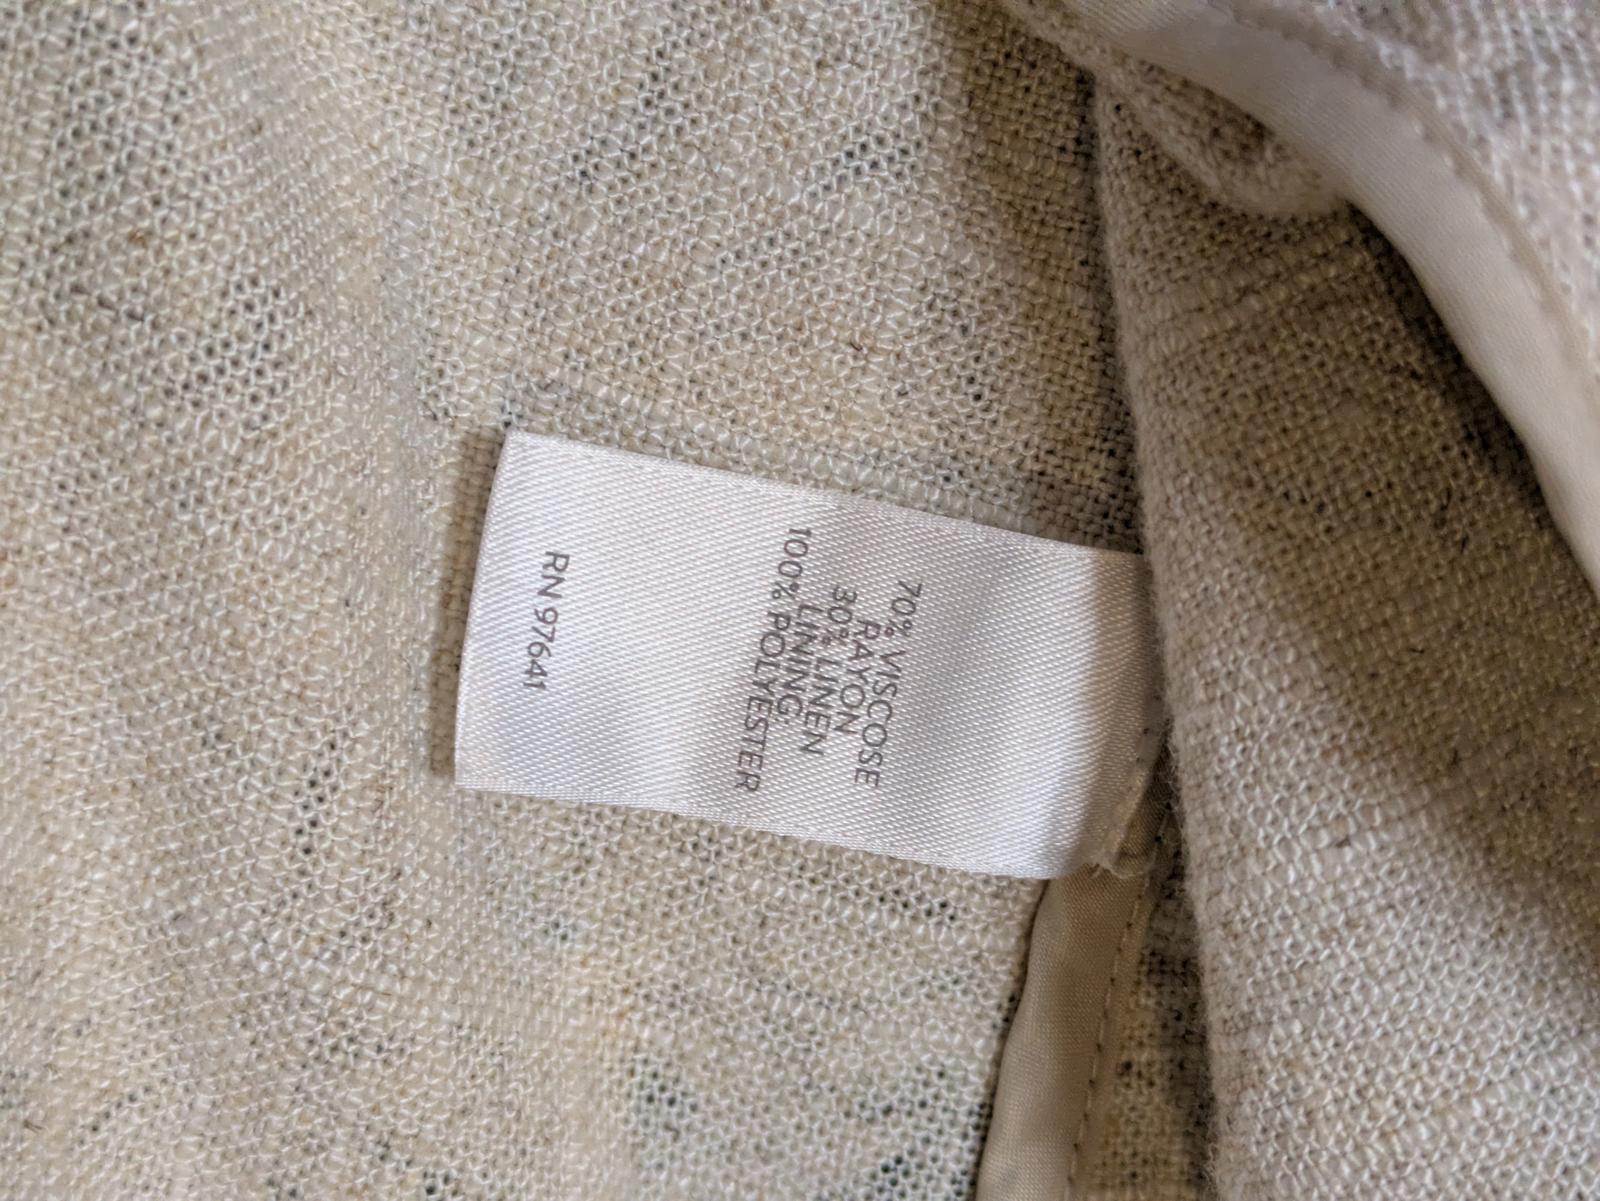 70% VISCOSE
RAYON
30% LINEN
LINING:
100% POLYESTER
RN 97641